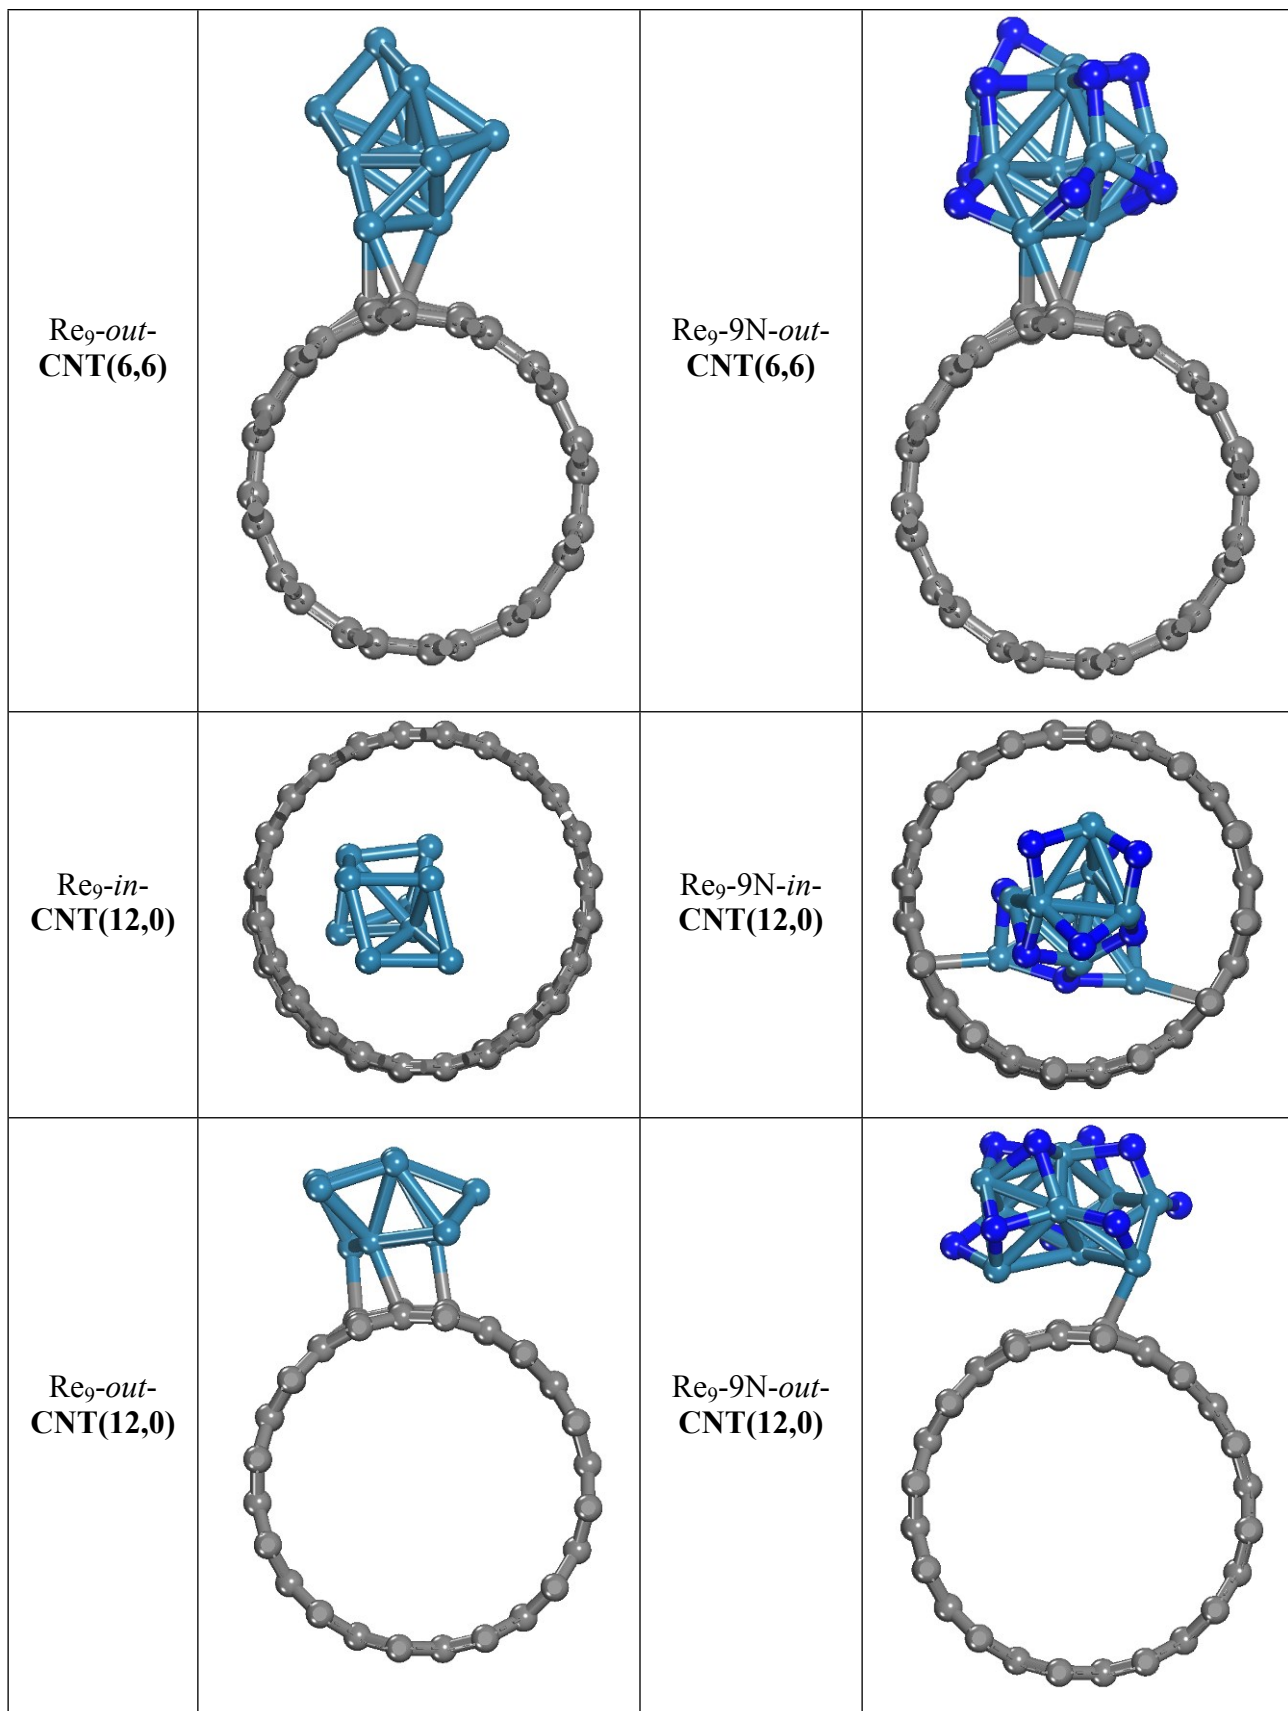 Re₉-out-
CNT(6,6)
Re₉-9N-out-
CNT(6,6)
Re₉-in-
CNT(12,0)
Re₉-9N-in-
CNT(12,0)
Re₉-out-
CNT(12,0)
Re₉-9N-out-
CNT(12,0)